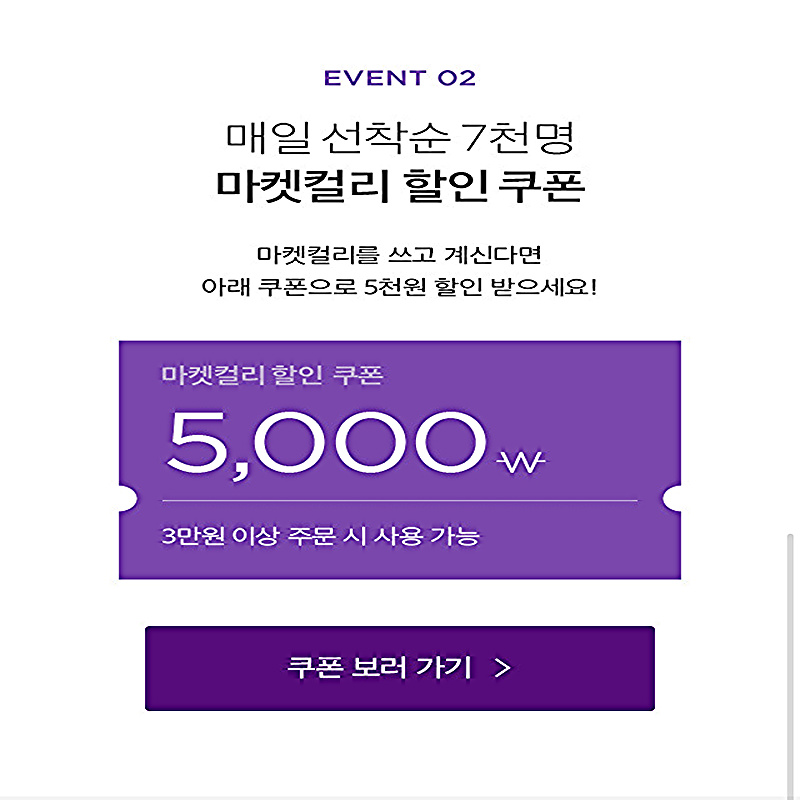 EVENT 02
매일 선착순 7천명
마켓컬리 할인 쿠폰
마켓컬리를 쓰고 계신다면
아래 쿠폰으로 5천원 할인 받으세요!
마켓컬리 할인 쿠폰
5,000₩
3만원 이상 주문 시 사용 가능
쿠폰 보러 가기 >